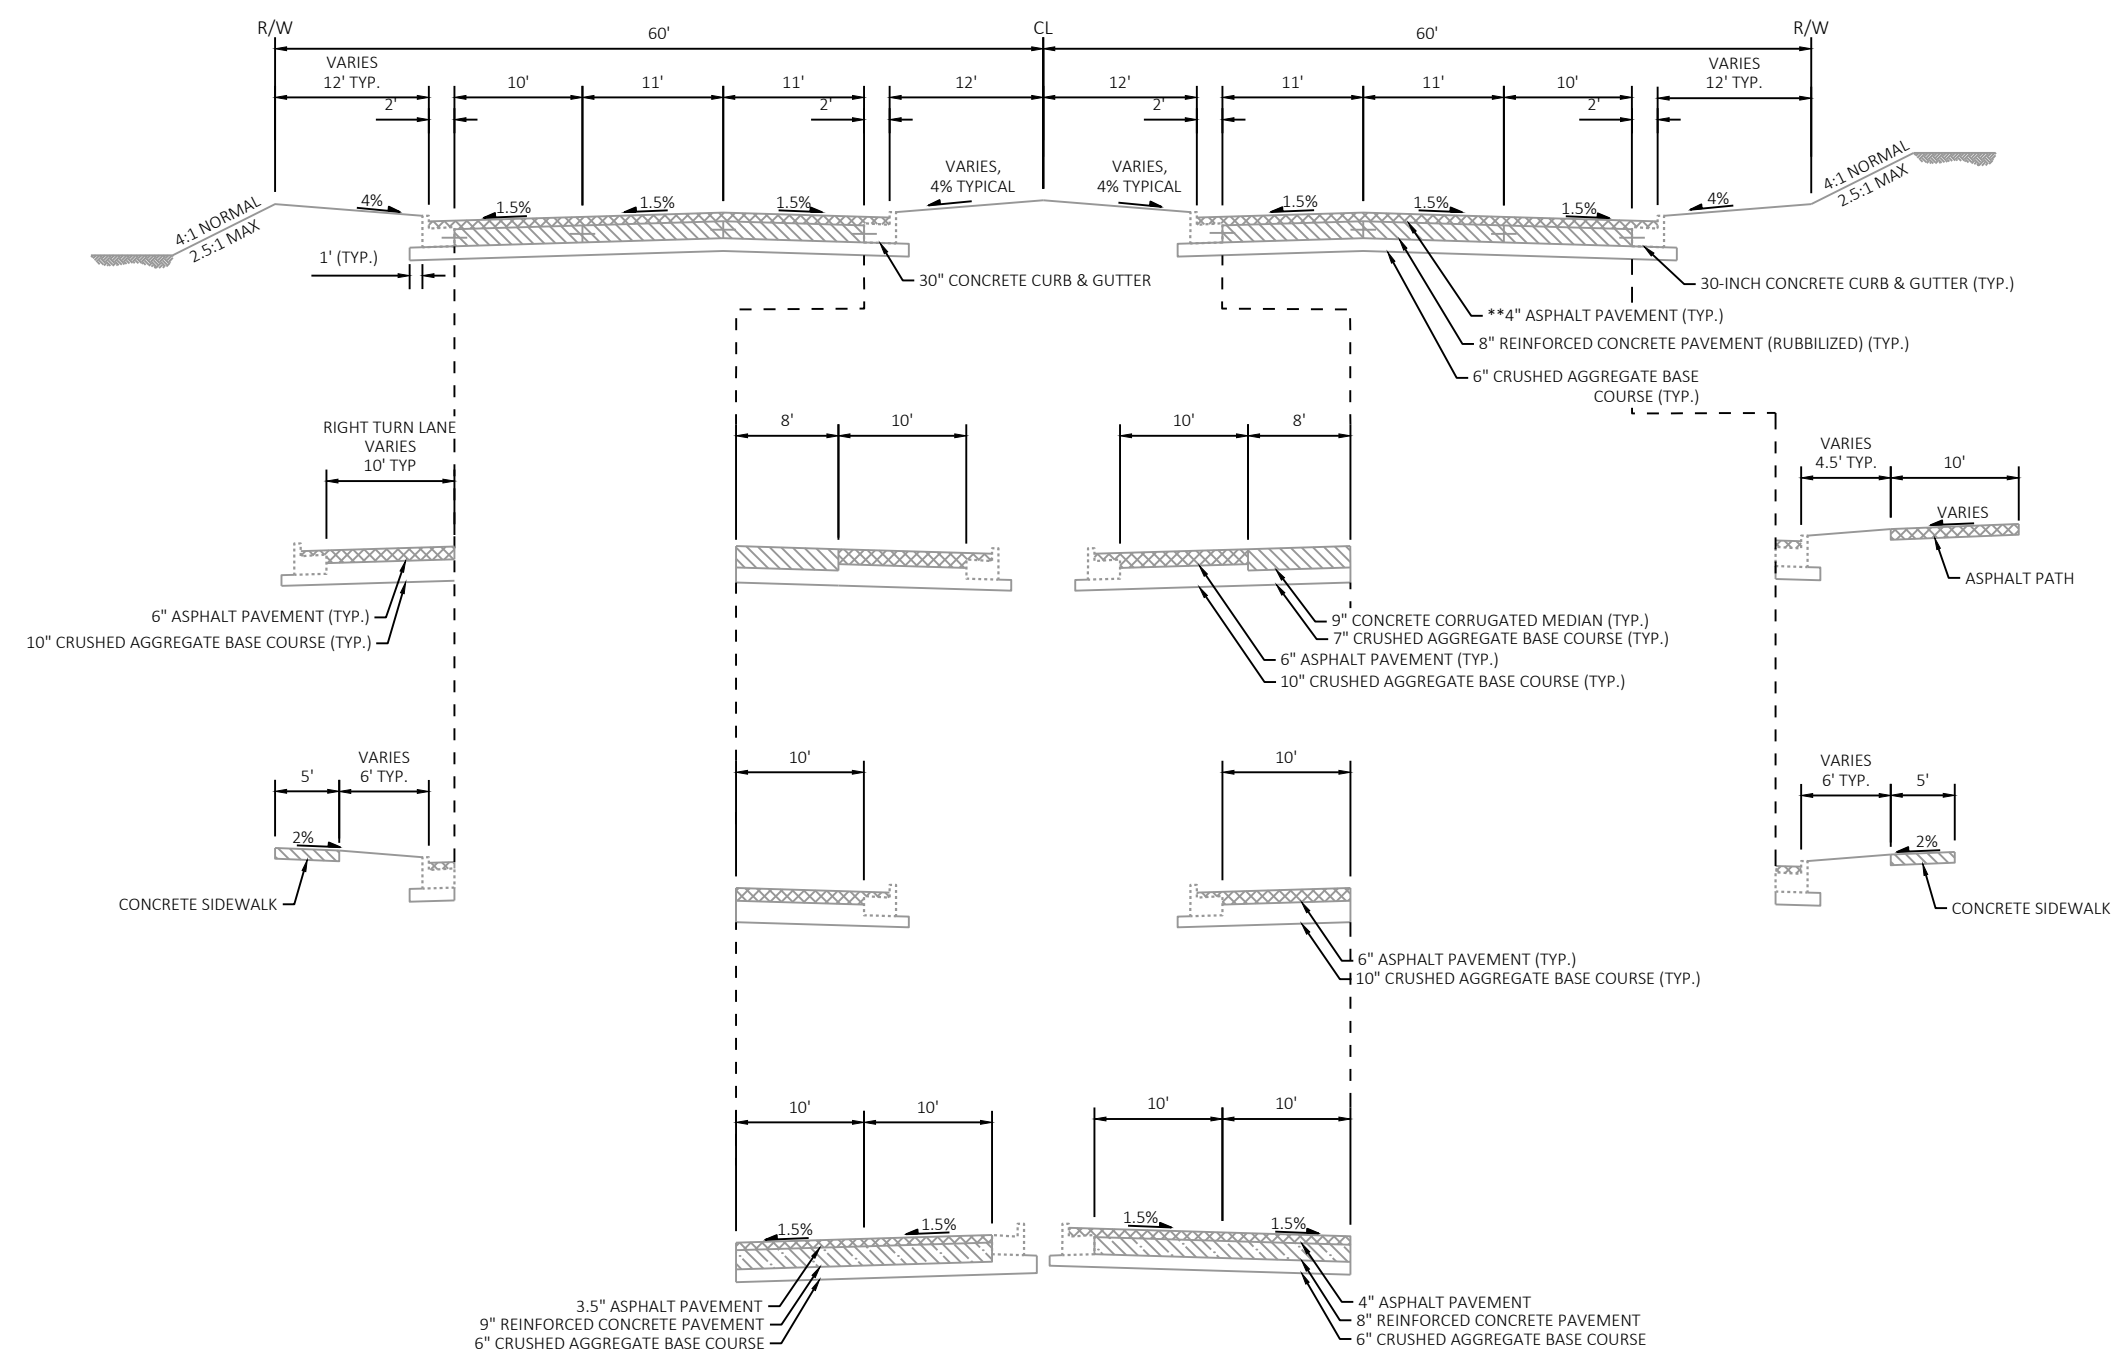 R/W
CL
R/W
60'
60'
VARIES
12' TYP.
10'
11'
11'
12'
12'
11'
11'
10'
VARIES
12' TYP.
2'
2'
2'
2'
VARIES,
4% TYPICAL
VARIES,
4% TYPICAL
4:1 NORMAL
2.5:1 MAX
4%
1.5%
1.5%
1.5%
1.5%
1.5%
1.5%
4%
4:1 NORMAL
2.5:1 MAX
1' (TYP.)
30" CONCRETE CURB & GUTTER
30-INCH CONCRETE CURB & GUTTER (TYP.)
**4" ASPHALT PAVEMENT (TYP.)
8" REINFORCED CONCRETE PAVEMENT (RUBBILIZED) (TYP.)
6" CRUSHED AGGREGATE BASE
COURSE (TYP.)
RIGHT TURN LANE
VARIES
10' TYP
8'
10'
10'
8'
VARIES
4.5' TYP.
10'
VARIES
ASPHALT PATH
6" ASPHALT PAVEMENT (TYP.)
10" CRUSHED AGGREGATE BASE COURSE (TYP.)
9" CONCRETE CORRUGATED MEDIAN (TYP.)
7" CRUSHED AGGREGATE BASE COURSE (TYP.)
6" ASPHALT PAVEMENT (TYP.)
10" CRUSHED AGGREGATE BASE COURSE (TYP.)
5'
VARIES
6' TYP.
10'
10'
VARIES
6' TYP.
5'
2%
2%
CONCRETE SIDEWALK
CONCRETE SIDEWALK
6" ASPHALT PAVEMENT (TYP.)
10" CRUSHED AGGREGATE BASE COURSE (TYP.)
10'
10'
10'
10'
1.5%
1.5%
1.5%
1.5%
3.5" ASPHALT PAVEMENT
9" REINFORCED CONCRETE PAVEMENT
6" CRUSHED AGGREGATE BASE COURSE
4" ASPHALT PAVEMENT
8" REINFORCED CONCRETE PAVEMENT
6" CRUSHED AGGREGATE BASE COURSE